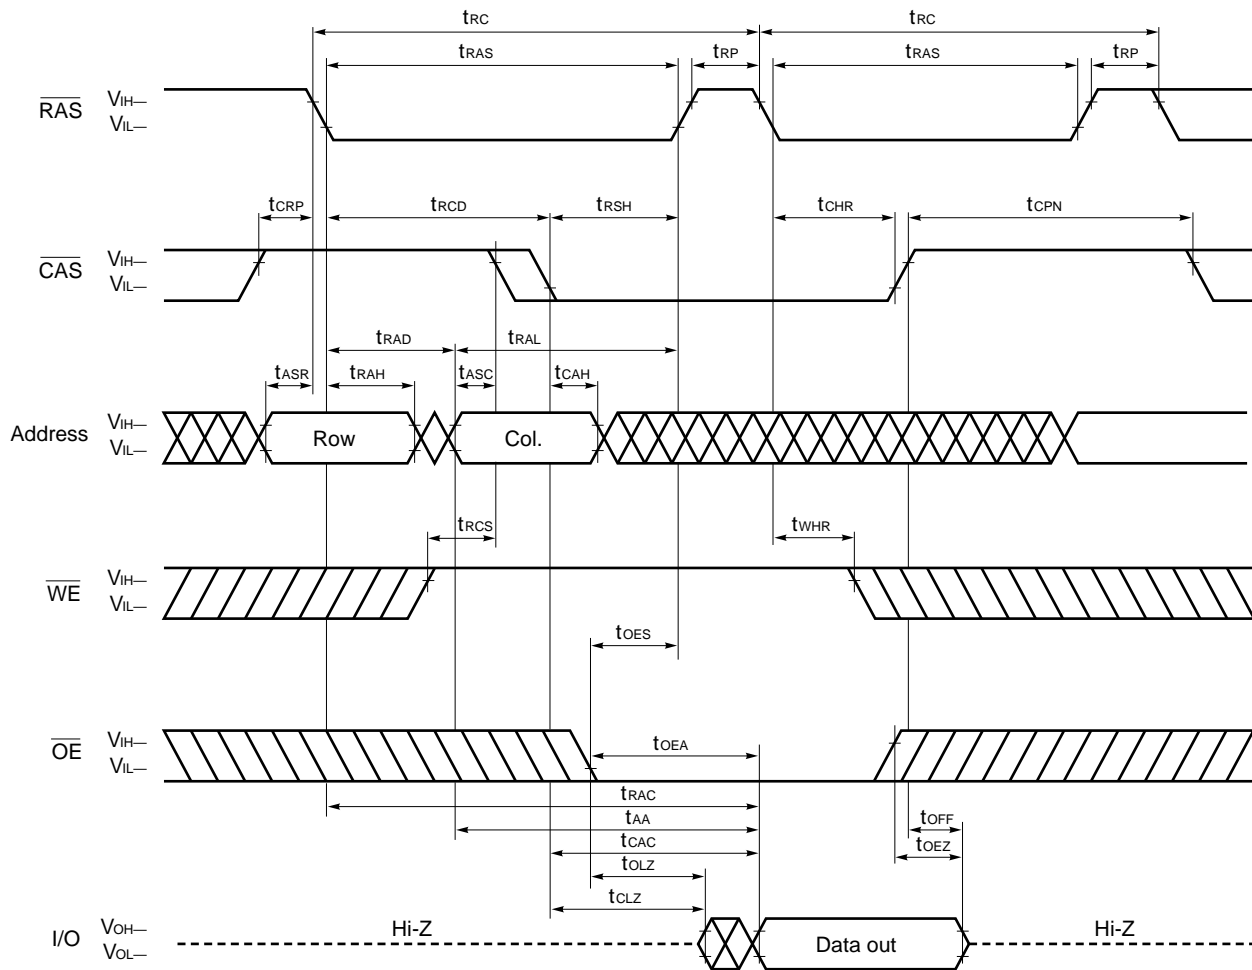 tRC tRC
tRAS tRP tRAS tRP
RAS VIH—
VIL—
tCRP tRCD tRSH tCHR tCPN
CAS VIH—
VIL—
tRAD tRAL
tASR tRAH tASC tCAH
Address VIH—
VIL—
Row Col.
tRCS tWHR
WE VIH—
VIL—
tOES
OE VIH—
VIL—
tOEA
tRAC
tAA tOFF
tCAC tOEZ
tOLZ
tCLZ
I/O VOH—
VOL—
Hi-Z Data out Hi-Z